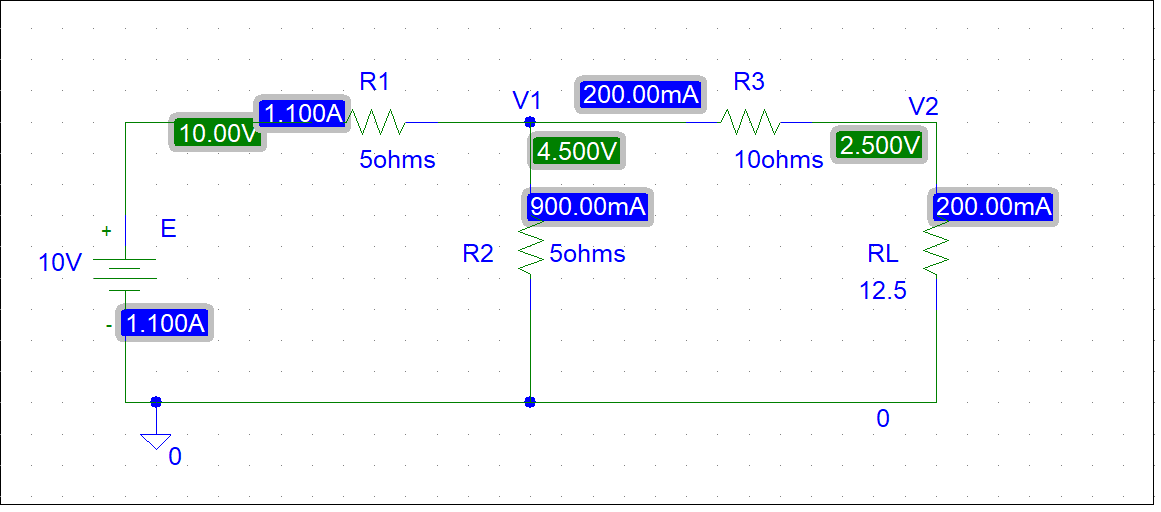 R1
R3
V1
200.00mA
V2
1.100A
10.00V
4.500V
2.500V
5ohms
10ohms
900.00mA
200.00mA
+
E
10V
R2
5ohms
RL
12.5
-
1.100A
0
0